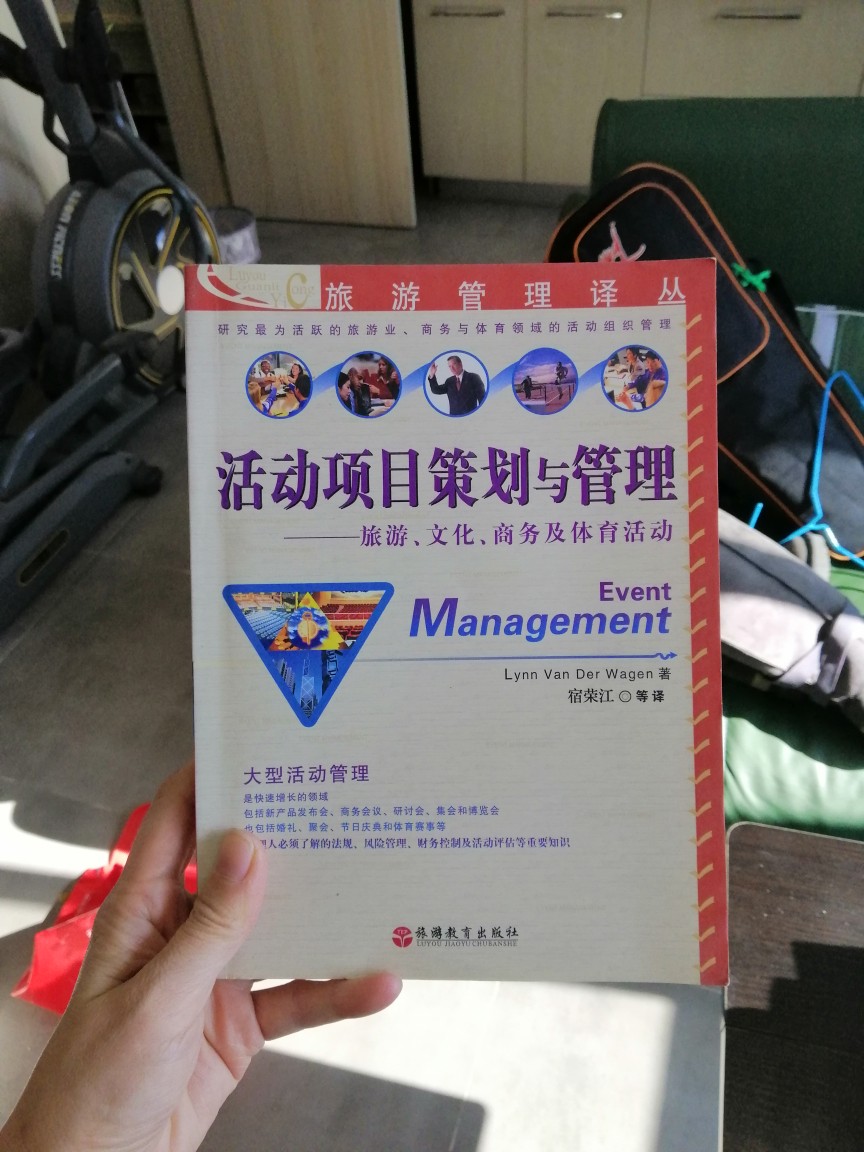 旅游管理译丛
研究最为活跃的旅游业、商务与体育领域的活动组织管理
活动项目策划与管理
——旅游、文化、商务及体育活动
Event
Management
Lynn Van Der Wagen 著
宿荣江◎等译
大型活动管理
是快速增长的领域
包括新产品发布会、商务会议、研讨会、集会和博览会
也包括婚礼、聚会、节日庆典和体育赛事等
人必须了解的法规、风险管理、财务控制及活动评估等重要知识
旅游教育出版社
LUYOU JIAOYU CHUBANSHE